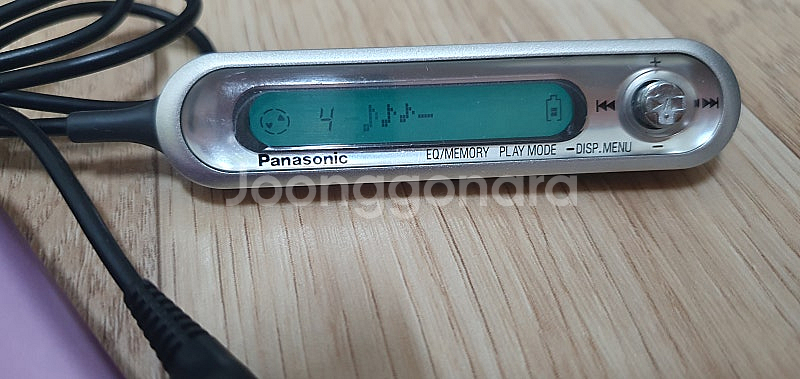 4
Panasonic
EQ/MEMORY PLAY MODE -DISP.MENU
+
-
Joonggonara